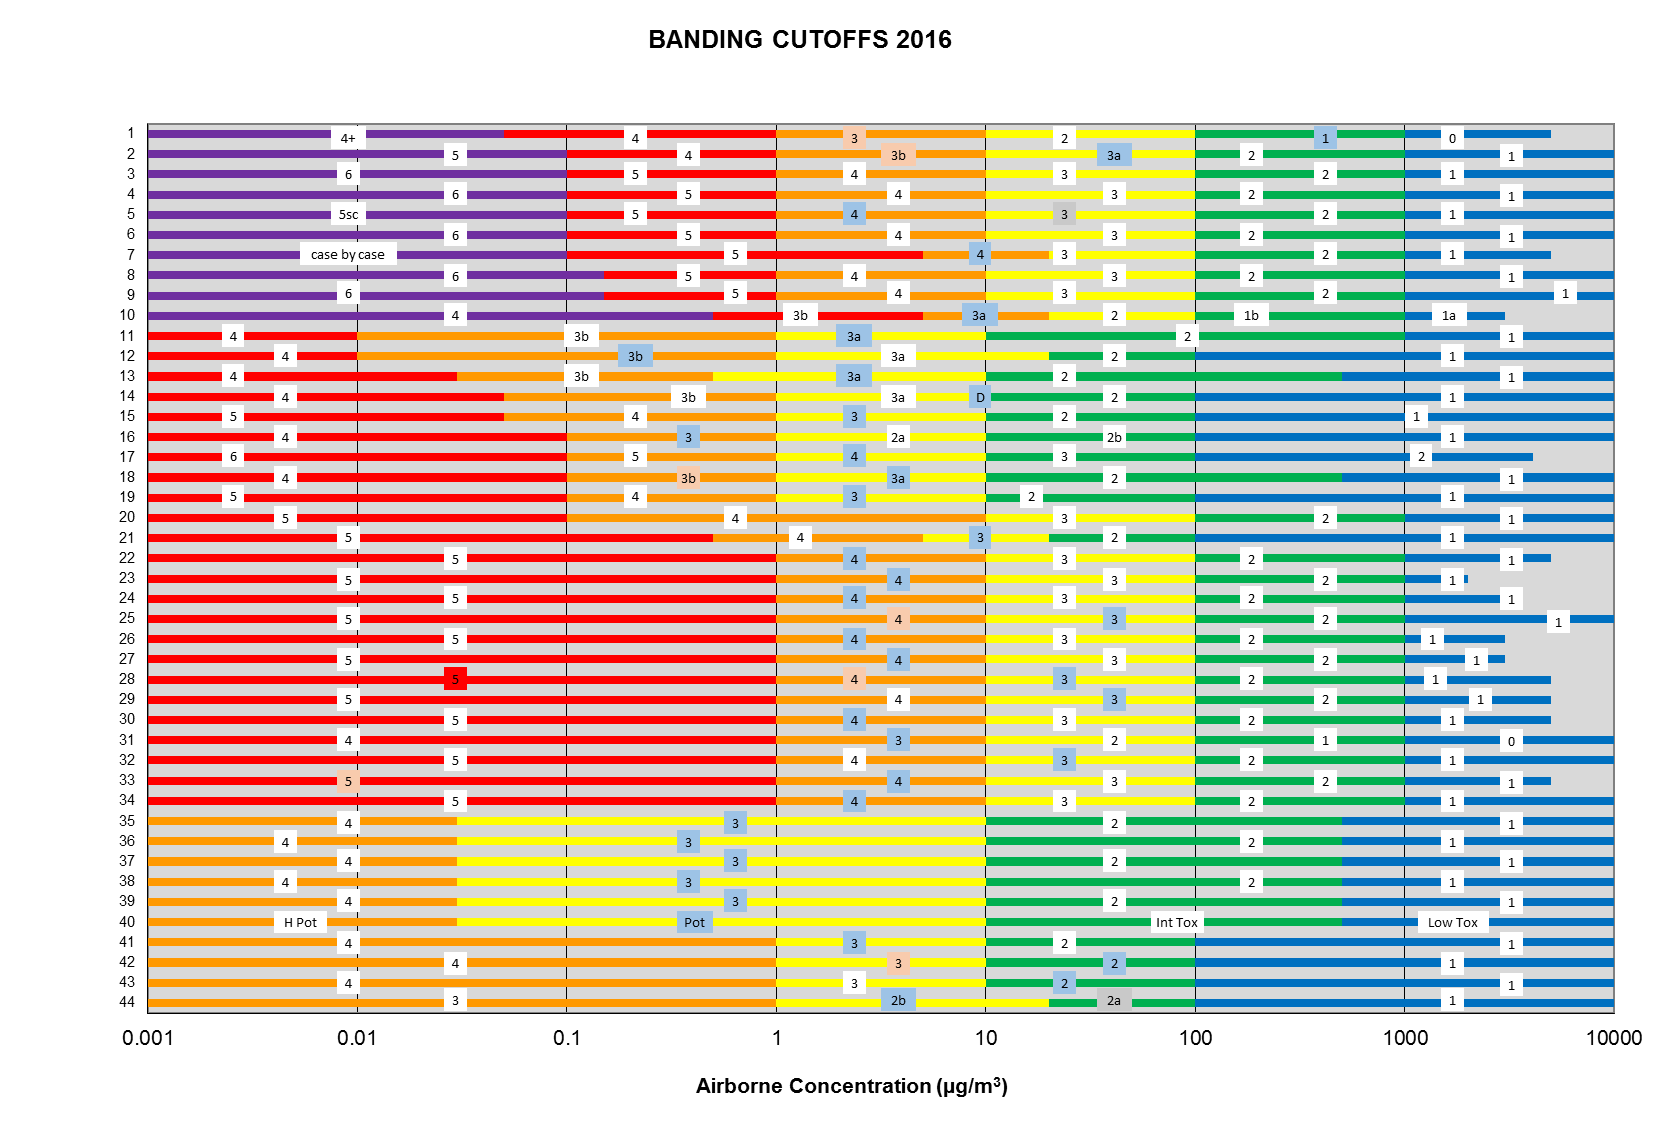 BANDING CUTOFFS 2016
1 4+ 4 3 2 1 0
2 5 4 3b 3a 2 1
3 6 5 4 3 2 1
4 6 5 4 3 2 1
5 5sc 5 4 3 2 1
6 6 5 4 3 2 1
7 case by case 5 4 3 2 1
8 6 5 4 3 2 1
9 6 5 4 3 2 1
10 4 3b 3a 2 1b 1a
11 4 3b 3a 2 1
12 4 3b 3a 2 1
13 4 3b 3a 2 1
14 4 3b 3a D 2 1
15 5 4 3 2 1
16 4 3 2a 2b 1
17 6 5 4 3 2
18 4 3b 3a 2 1
19 5 4 3 2 1
20 5 4 3 2 1
21 5 4 3 2 1
22 5 4 3 2 1
23 5 4 3 2 1
24 5 4 3 2 1
25 5 4 3 2 1
26 5 4 3 2 1
27 5 4 3 2 1
28 5 4 3 2 1
29 5 4 3 2 1
30 5 4 3 2 1
31 4 3 2 1 0
32 5 4 3 2 1
33 5 4 3 2 1
34 5 4 3 2 1
35 4 3 2 1
36 4 3 2 1
37 4 3 2 1
38 4 3 2 1
39 4 3 2 1
40 H Pot Pot Int Tox Low Tox
41 4 3 2 1
42 4 3 2 1
43 4 3 2 1
44 3 2b 2a 1
0.001 0.01 0.1 1 10 100 1000 10000
Airborne Concentration (µg/m³)